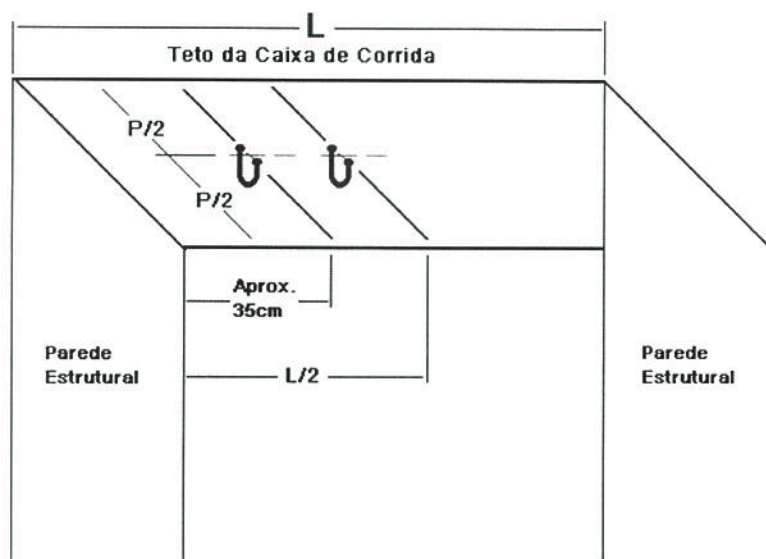 L
Teto da Caixa de Corrida
P/2
P/2
Aprox.
35cm
L/2
Parede
Estrutural
Parede
Estrutural